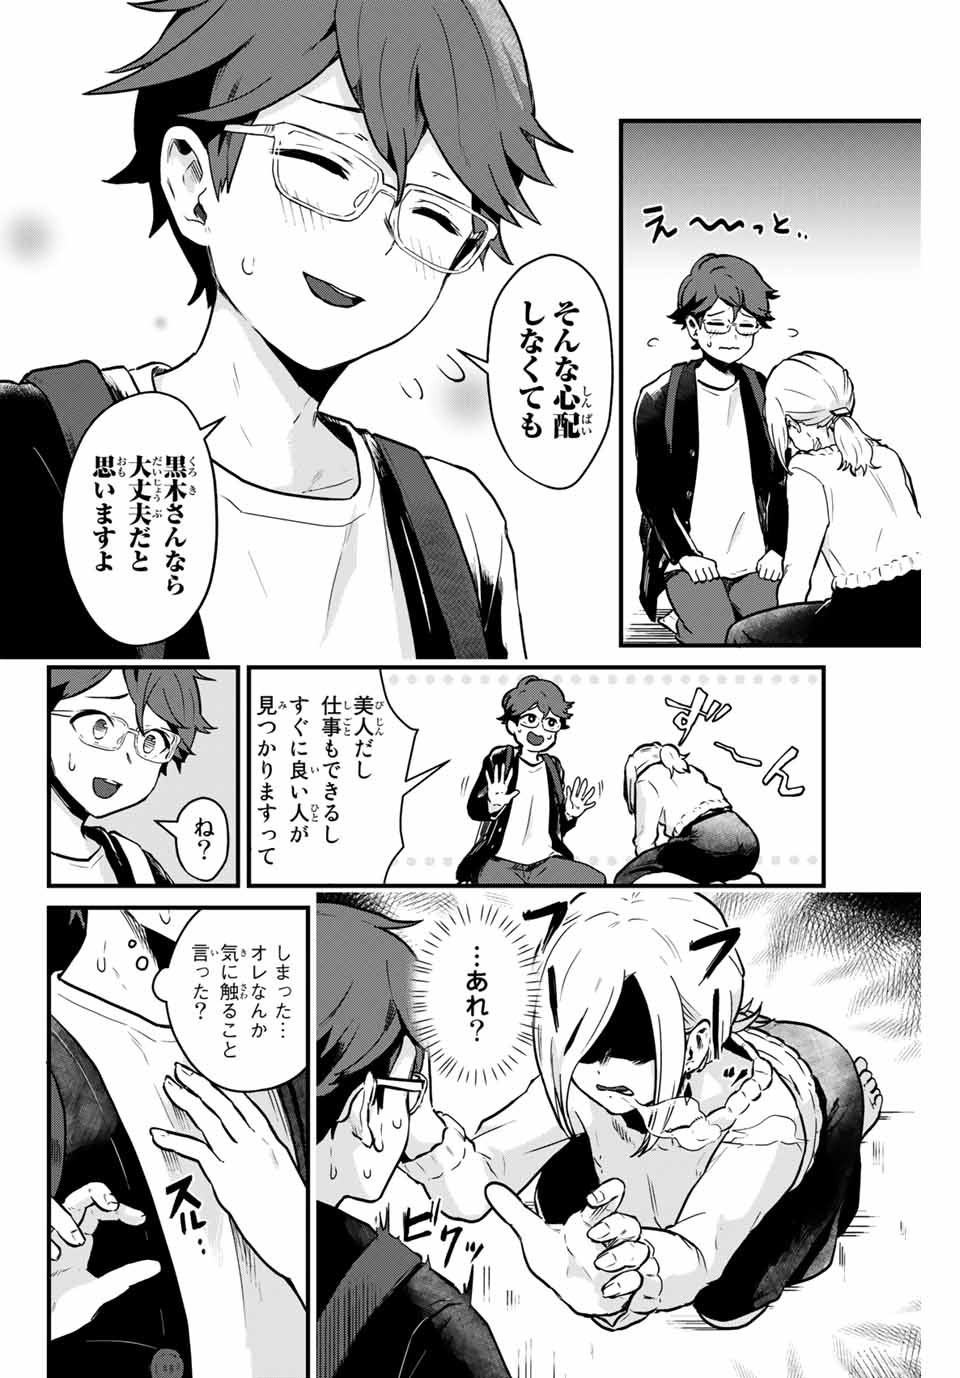 え〜〜っと‥
そんな心配
しなくても
黒木さんなら
大丈夫だと
思いますよ
ず〜〜ん
美人だし
仕事もできるし
すぐに良い人が
見つかりますって
ね?
…あれ?
ビクッ
しまった…
オレなんか
気に触ること
言った?
スル…